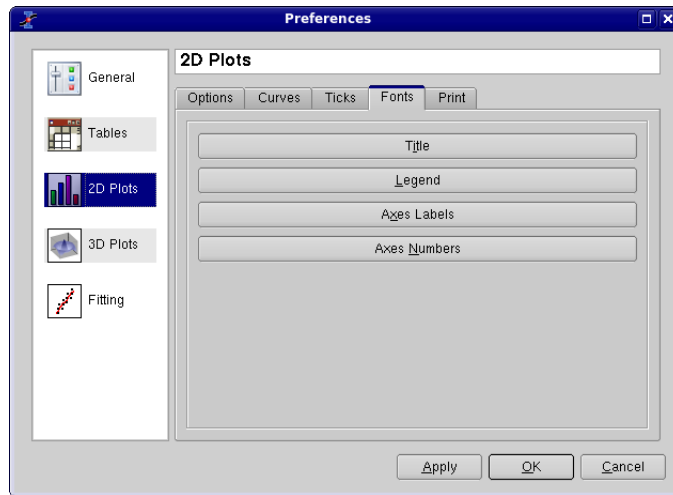 Preferences
General
Tables
2D Plots
3D Plots
Fitting
2D Plots
Options Curves Ticks Fonts Print
Title
Legend
Axes Labels
Axes Numbers
Apply OK Cancel